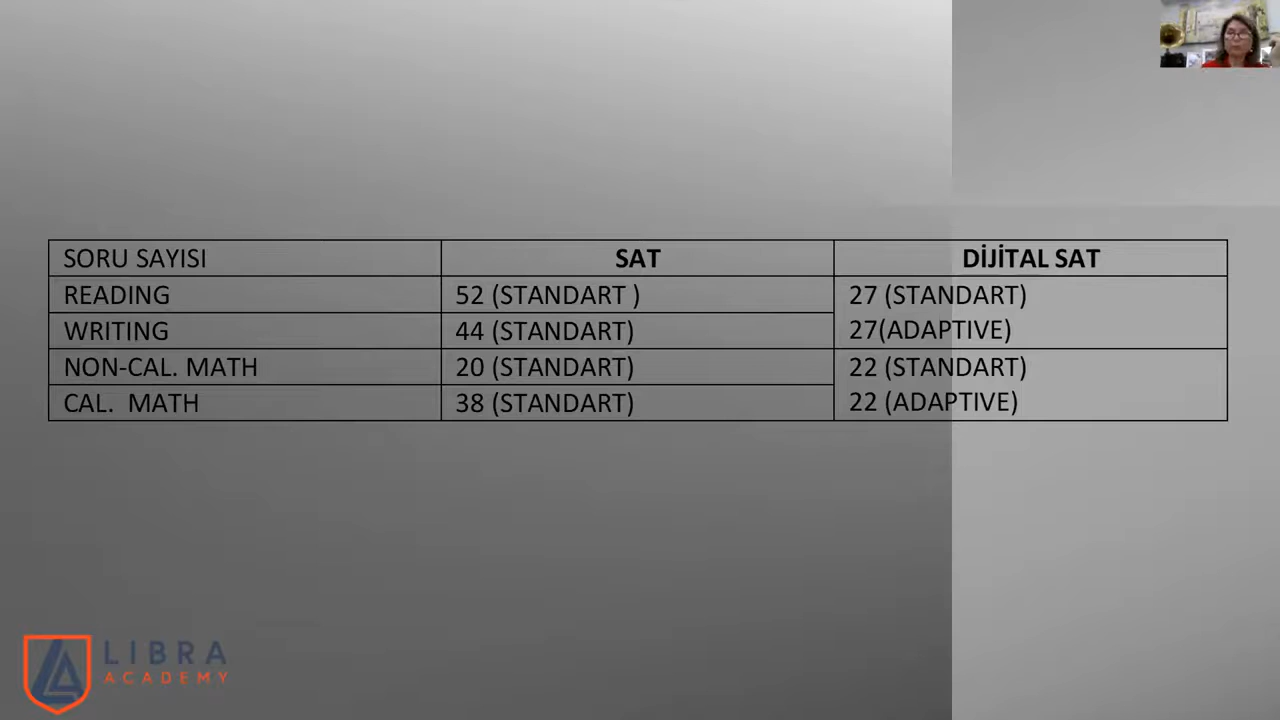 SORU SAYISI SAT DİJİTAL SAT
READING 52 (STANDART ) 27 (STANDART)
WRITING 44 (STANDART) 27(ADAPTIVE)
NON-CAL. MATH 20 (STANDART) 22 (STANDART)
CAL. MATH 38 (STANDART) 22 (ADAPTIVE)
LIBRA
ACADEMY